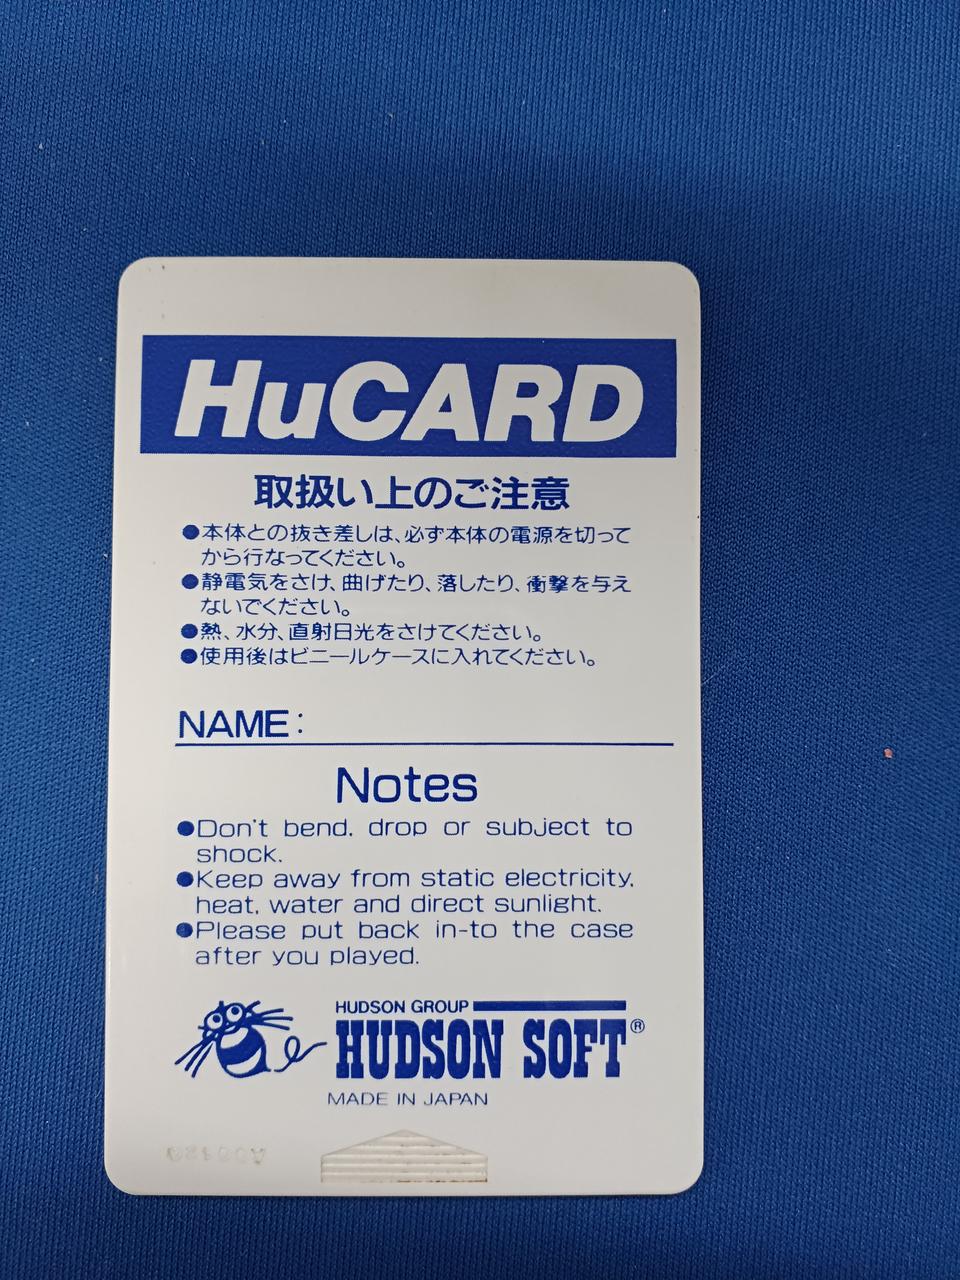 HuCARD
取扱い上のご注意
●本体との抜き差しは、必ず本体の電源を切って
から行なってください。
●静電気をさけ、曲げたり、落したり、衝撃を与え
ないでください。
●熱、水分、直射日光をさけてください。
●使用後はビニールケースに入れてください。
NAME:
Notes
●Don't bend. drop or subject to
shock.
●Keep away from static electricity,
heat, water and direct sunlight.
●Please put back in-to the case
after you played.
HUDSON GROUP
HUDSON SOFT®
MADE IN JAPAN